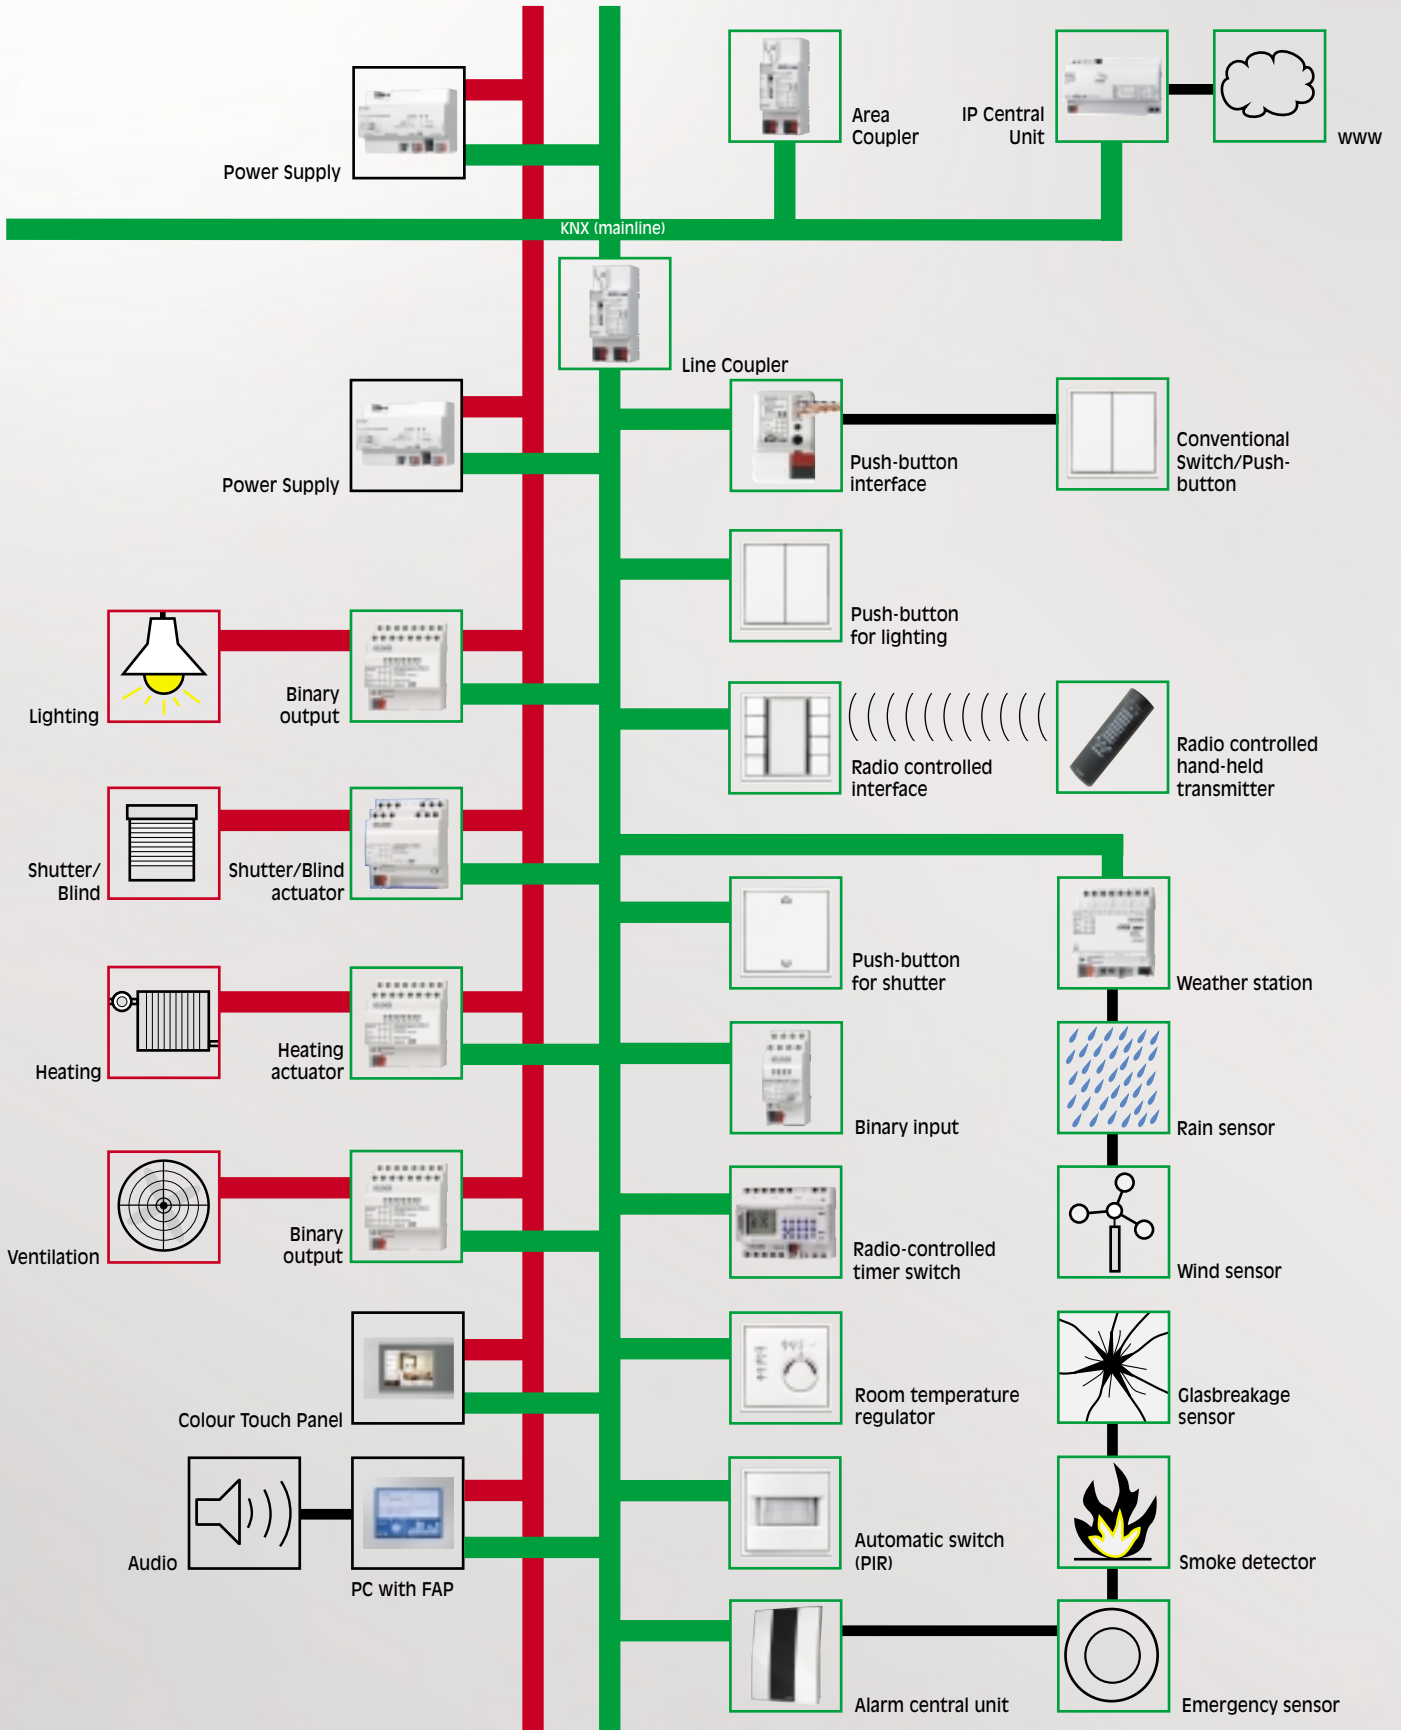 Area
Coupler
IP Central
Unit
www
Power Supply
KNX (mainline)
Line Coupler
Power Supply
Push-button
interface
Conventional
Switch/Push-
button
Push-button
for lighting
Lighting
Binary
output
Radio controlled
interface
Radio controlled
hand-held
transmitter
Shutter/
Blind
Shutter/Blind
actuator
Push-button
for shutter
Weather station
Heating
Heating
actuator
Binary input
Rain sensor
Ventilation
Binary
output
Radio-controlled
timer switch
Wind sensor
Colour Touch Panel
Room temperature
regulator
Glasbreakage
sensor
Audio
PC with FAP
Automatic switch
(PIR)
Smoke detector
Alarm central unit
Emergency sensor